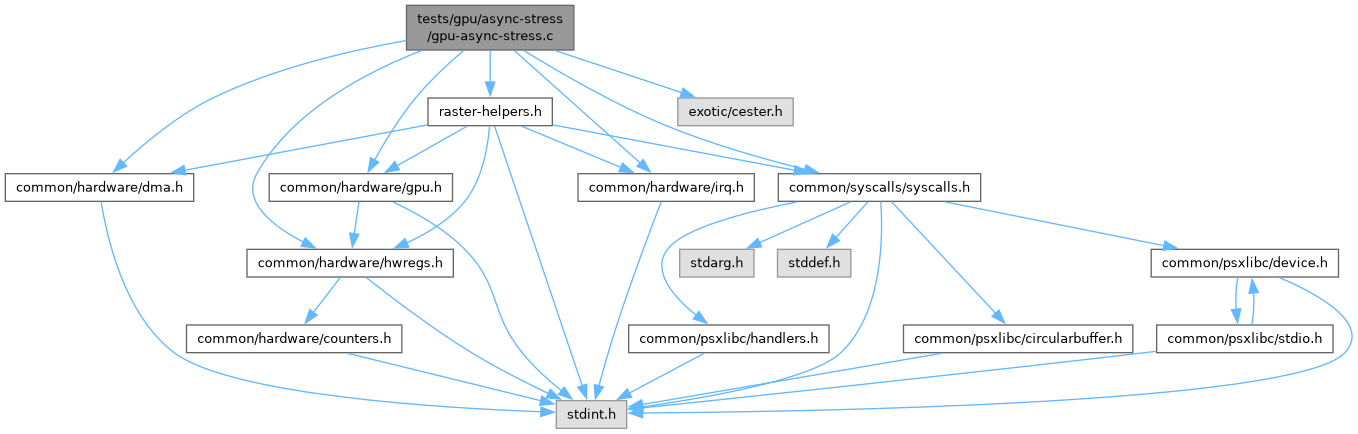 tests/gpu/async-stress
/gpu-async-stress.c
raster-helpers.h
exotic/cester.h
common/hardware/dma.h
common/hardware/gpu.h
common/hardware/irq.h
common/syscalls/syscalls.h
common/hardware/hwregs.h
stdarg.h
stddef.h
common/psxlibc/device.h
common/hardware/counters.h
common/psxlibc/handlers.h
common/psxlibc/circularbuffer.h
common/psxlibc/stdio.h
stdint.h